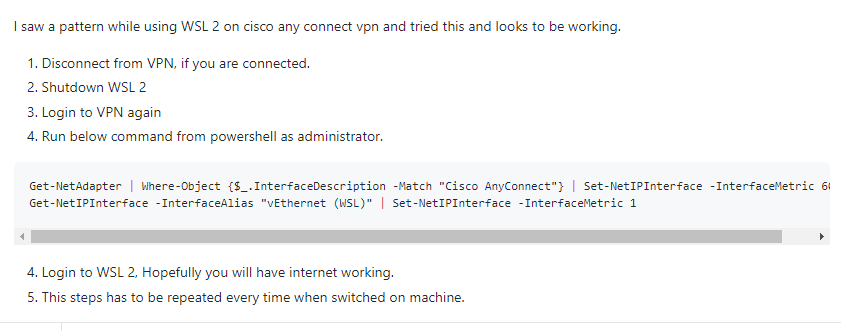 I saw a pattern while using WSL 2 on cisco any connect vpn and tried this and looks to be working.
1. Disconnect from VPN, if you are connected.
2. Shutdown WSL 2
3. Login to VPN again
4. Run below command from powershell as administrator.
Get-NetAdapter | Where-Object {$_.InterfaceDescription -Match "Cisco AnyConnect"} | Set-NetIPInterface -InterfaceMetric
Get-NetIPInterface -InterfaceAlias "vEthernet (WSL)" | Set-NetIPInterface -InterfaceMetric 1
4. Login to WSL 2, Hopefully you will have internet working.
5. This steps has to be repeated every time when switched on machine.